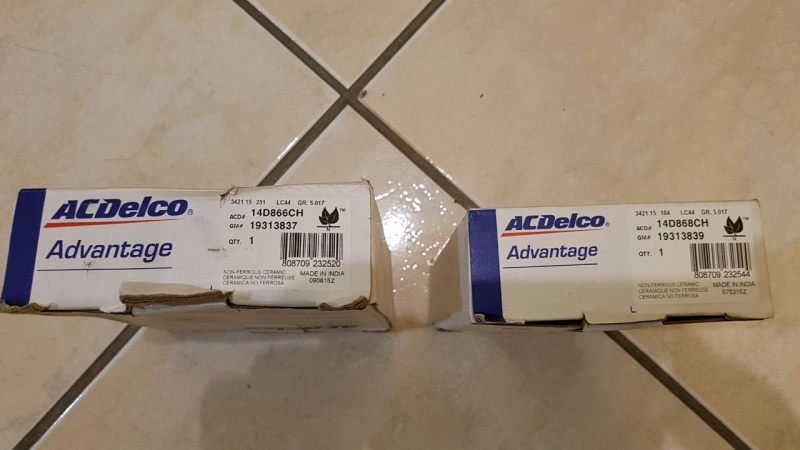 ACDelco®
Advantage
3421 15 251 LC44 GR. 5.017
ACD# 14D866CH
GM# 19313837
QTY. 1
TM
N
808709 232520
NON-FERROUS CERAMIC
CERAMIQUE NON-FERREUSE
CERAMICA NO FERROSA
MADE IN INDIA
090815Z
ACDelco®
Advantage
3421 15 184 LC44 GR. 5.017
ACD# 14D868CH
GM# 19313839
QTY. 1
TM
N
808709 232544
NON-FERROUS CERAMIC
CERAMIQUE NON-FERREUSE
CERAMICA NO FERROSA
MADE IN INDIA
070315Z
L